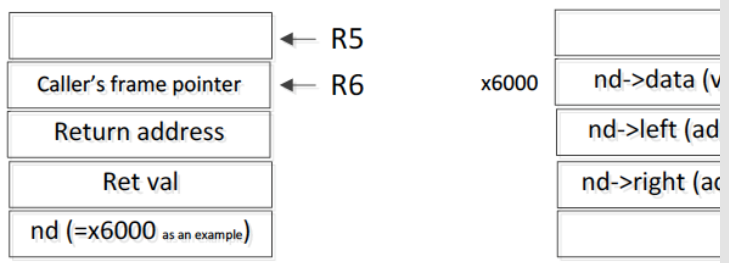 R5
Caller's frame pointer
R6
Return address
Ret val
nd (=x6000 as an example)
x6000
nd->data (v
nd->left (ad
nd->right (